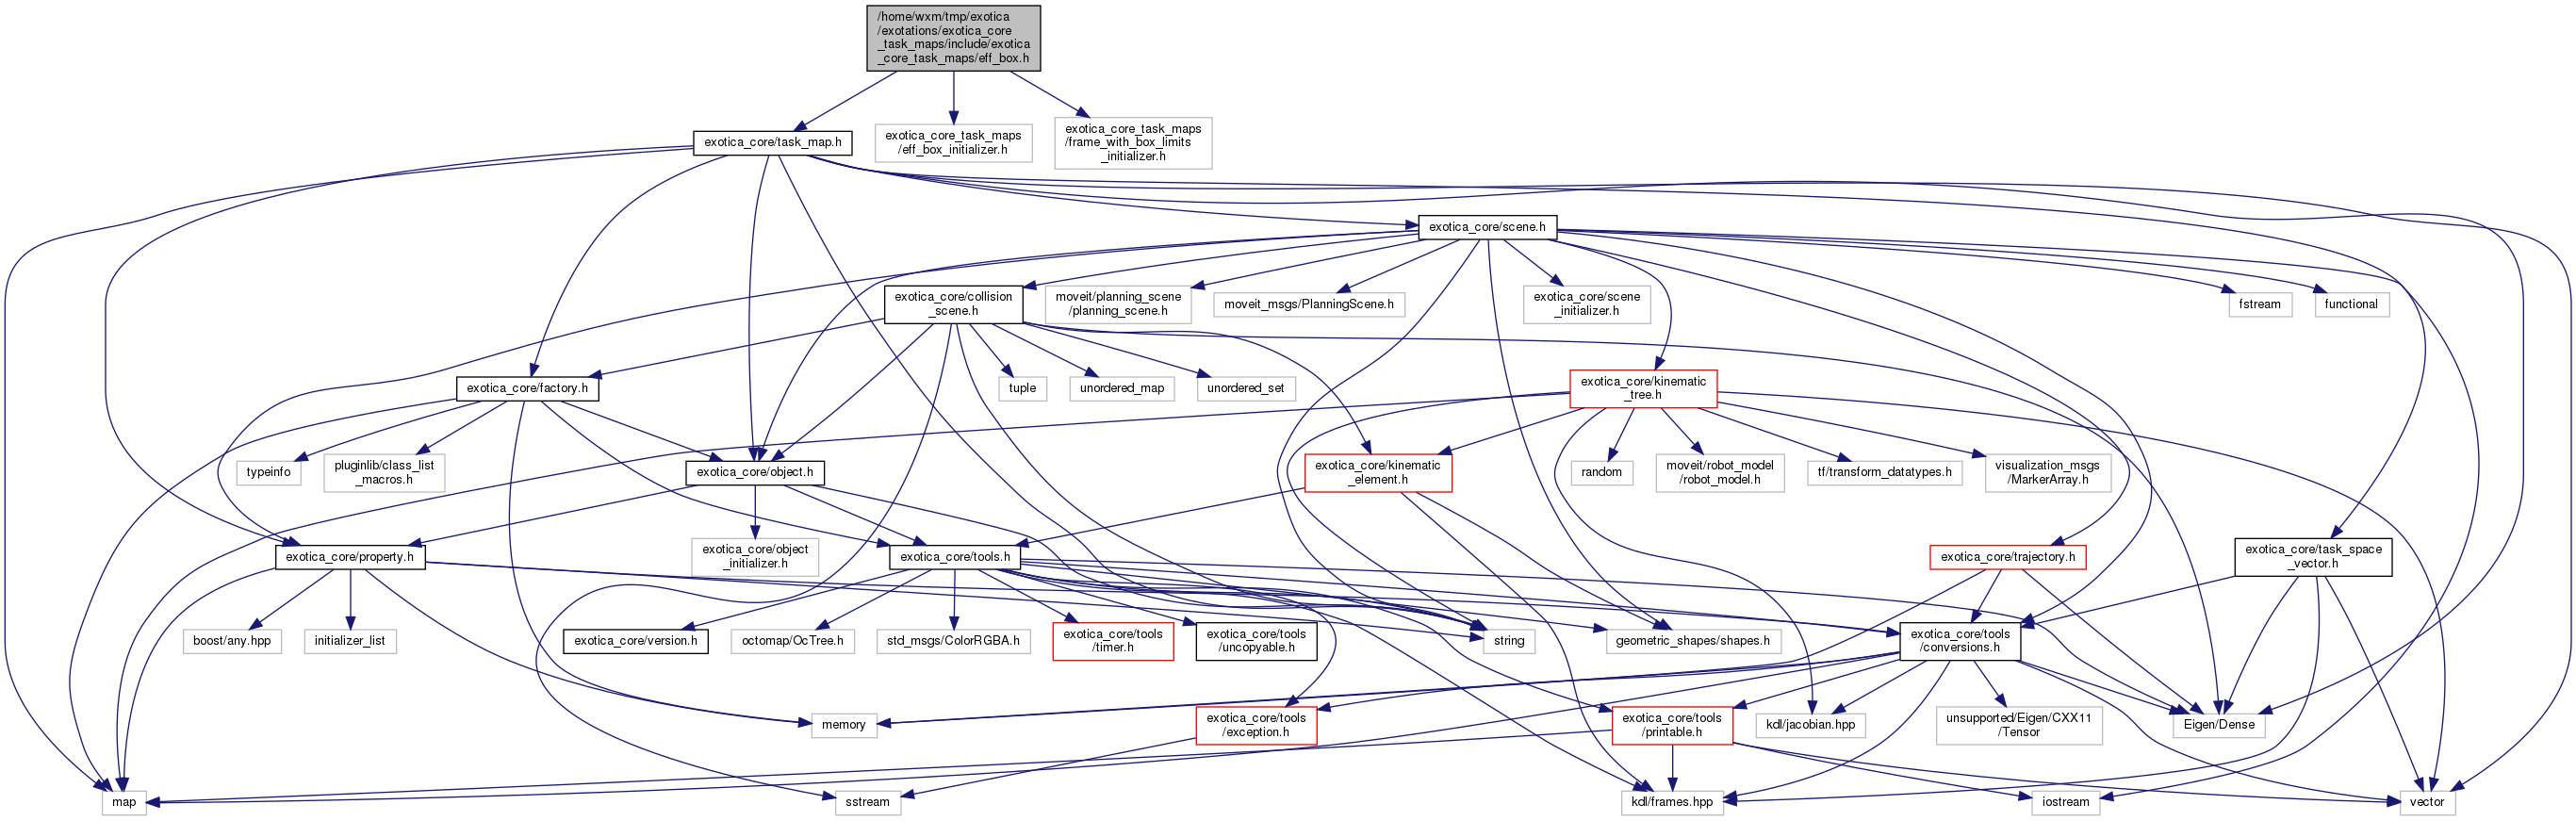 /home/wxm/tmp/exotica
/exotations/exotica_core
_task_maps/include/exotica
_core_task_maps/eff_box.h
exotica_core/task_map.h
exotica_core_task_maps
/eff_box_initializer.h
exotica_core_task_maps
/frame_with_box_limits
_initializer.h
exotica_core/scene.h
exotica_core/collision
_scene.h
moveit/planning_scene
/planning_scene.h
moveit_msgs/PlanningScene.h
exotica_core/scene
_initializer.h
fstream
functional
exotica_core/factory.h
tuple
unordered_map
unordered_set
exotica_core/kinematic
_tree.h
typeinfo
pluginlib/class_list
_macros.h
exotica_core/object.h
exotica_core/kinematic
_element.h
random
moveit/robot_model
/robot_model.h
tf/transform_datatypes.h
visualization_msgs
/MarkerArray.h
exotica_core/property.h
exotica_core/object
_initializer.h
exotica_core/tools.h
exotica_core/trajectory.h
exotica_core/task_space
_vector.h
boost/any.hpp
initializer_list
exotica_core/version.h
octomap/OcTree.h
std_msgs/ColorRGBA.h
exotica_core/tools
/timer.h
exotica_core/tools
/uncopyable.h
string
geometric_shapes/shapes.h
exotica_core/tools
/conversions.h
memory
exotica_core/tools
/exception.h
exotica_core/tools
/printable.h
kdl/jacobian.hpp
unsupported/Eigen/CXX11
/Tensor
Eigen/Dense
map
sstream
kdl/frames.hpp
iostream
vector